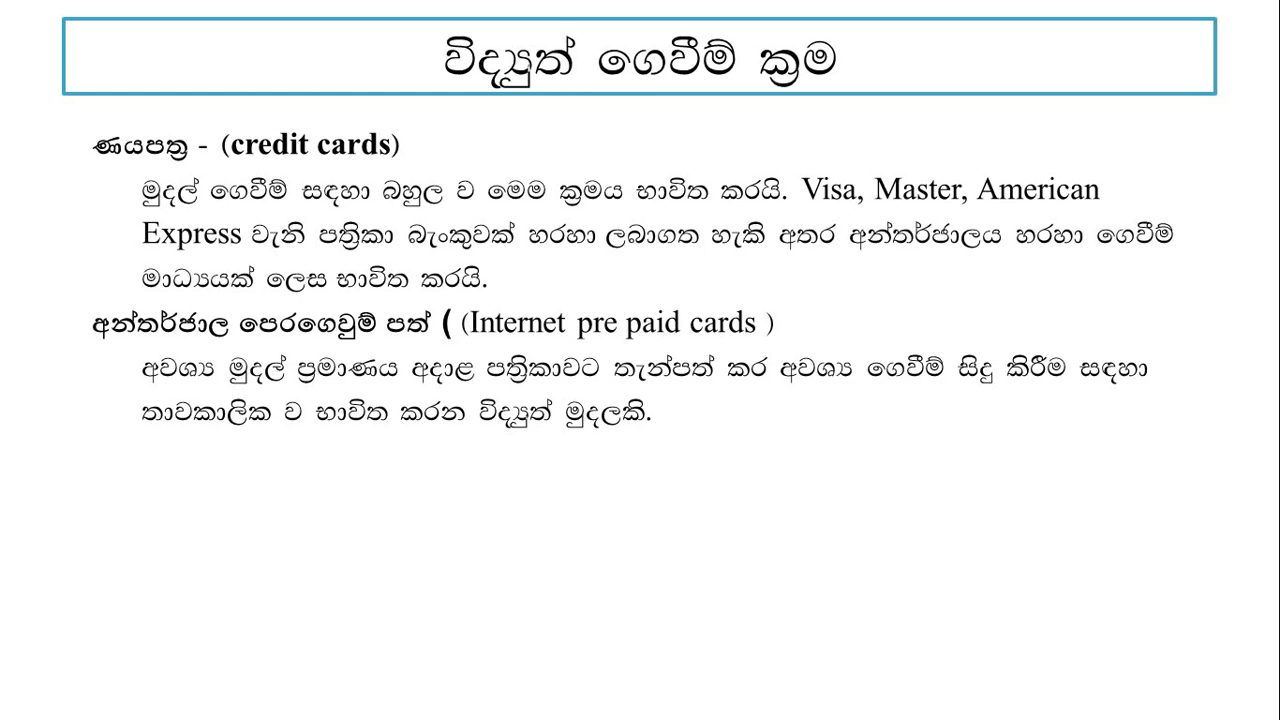 විද්‍යුත් ගෙවීම් ක්‍රම
ණයපත්‍ර - (credit cards)
මුදල් ගෙවීම් සඳහා බහුල ව මෙම ක්‍රමය භාවිත කරයි. Visa, Master, American
Express වැනි පත්‍රිකා බැංකුවක් හරහා ලබාගත හැකි අතර අන්තර්ජාලය හරහා ගෙවීම්
මාධ්‍යයක් ලෙස භාවිත කරයි.
අන්තර්ජාල පෙරගෙවුම් පත් ( (Internet pre paid cards )
අවශ්‍ය මුදල් ප්‍රමාණය අදාළ පත්‍රිකාවට තැන්පත් කර අවශ්‍ය ගෙවීම් සිදු කිරීම සඳහා
තාවකාලික ව භාවිත කරන විද්‍යුත් මුදලකි.